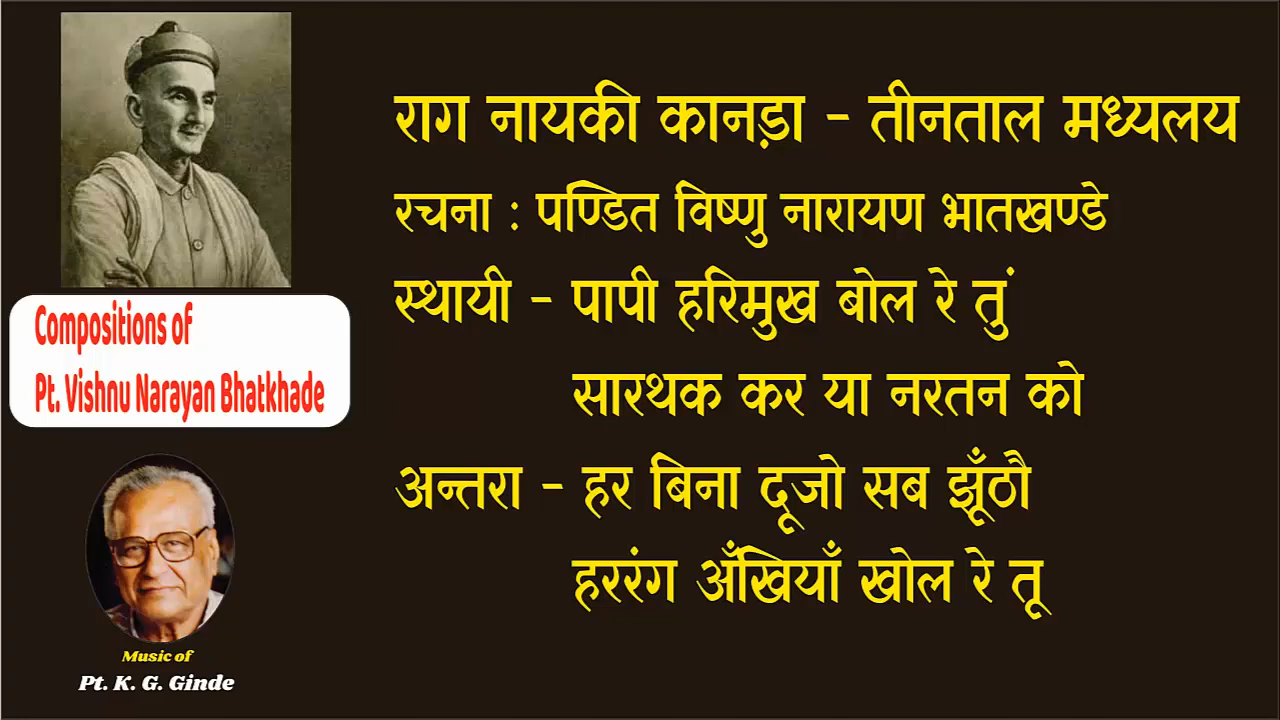 राग नायकी कानड़ा - तीनताल मध्यलय
रचना : पण्डित विष्णु नारायण भातखण्डे
स्थायी - पापी हरिमुख बोल रे तुं
सारथक कर या नरतन को
अन्तरा - हर बिना दूजो सब झूँठौ
हररंग अँखियाँ खोल रे तू
Compositions of
Pt. Vishnu Narayan Bhatkhade
Music of
Pt. K. G. Ginde